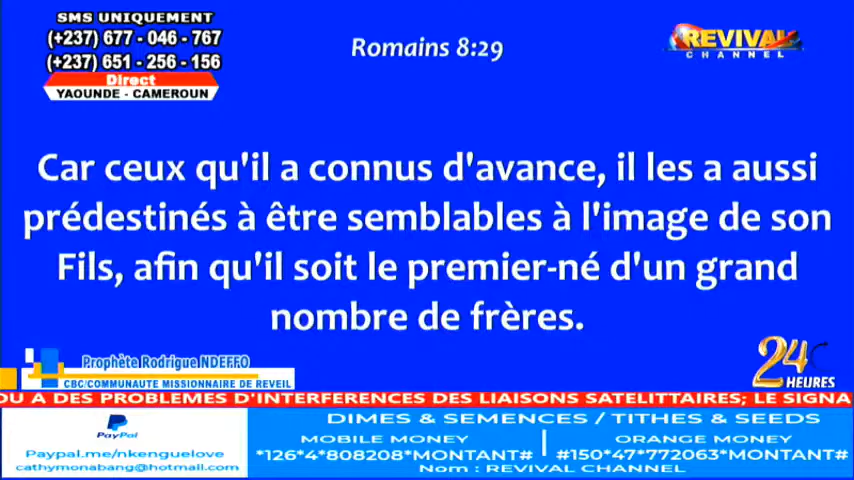 SMS UNIQUEMENT
(+237) 677 - 046 - 767
(+237) 651 - 256 - 156
Direct
YAOUNDE - CAMEROUN
Romains 8:29
REVIVAL
CHANNEL
Car ceux qu'il a connus d'avance, il les a aussi
prédestinés à être semblables à l'image de son
Fils, afin qu'il soit le premier-né d'un grand
nombre de frères.
Prophète Rodrigue NDEFFO
CBC/COMMUNAUTE MISSIONNAIRE DE REVEIL
24
HEURES
OU A DES PROBLEMES D'INTERFERENCES DES LIAISONS SATELITTAIRES; LE SIGNA
PayPal
Paypal.me/nkenguelove
cathymonabang@hotmail.com
DIMES & SEMENCES / TITHES & SEEDS
MOBILE MONEY
*126*4*808208*MONTANT#
ORANGE MONEY
#150*47*772063*MONTANT#
Nom : REVIVAL CHANNEL